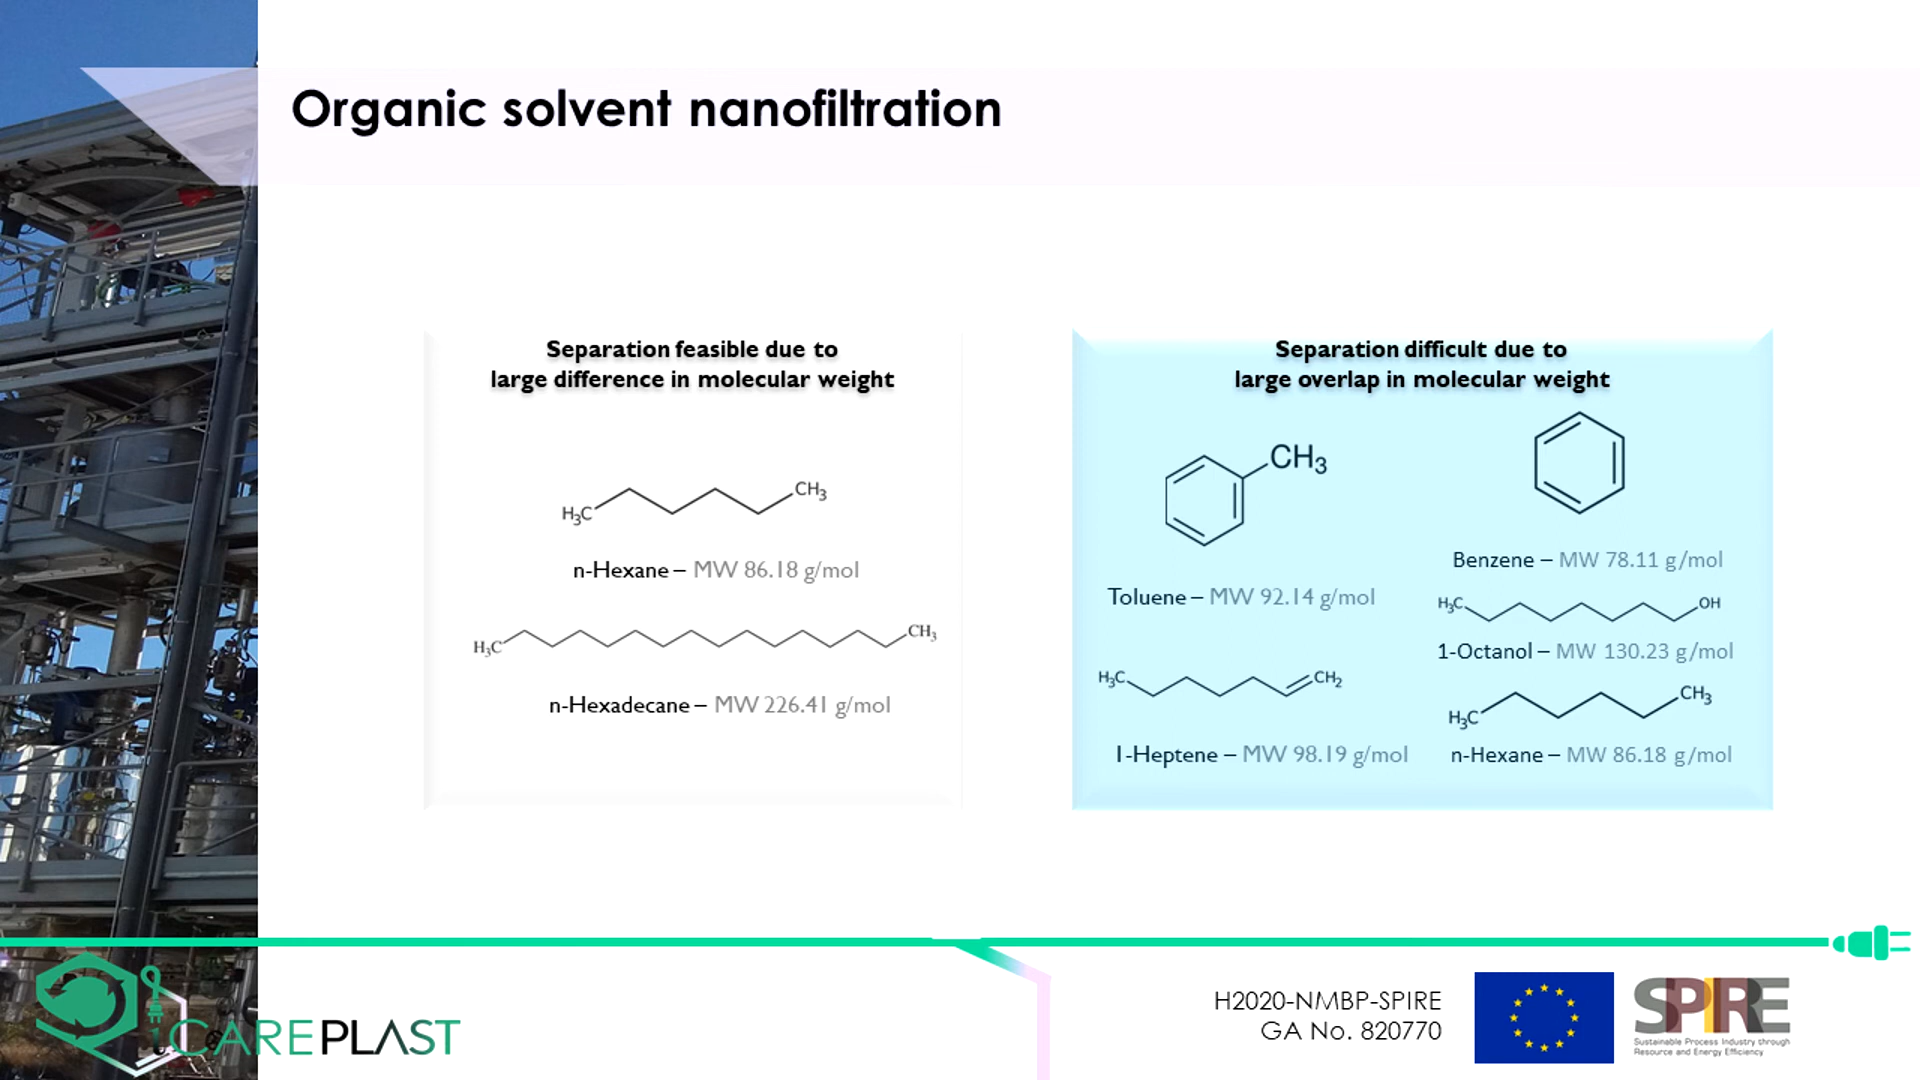 Organic solvent nanofiltration
Separation feasible due to
large difference in molecular weight
H₃C CH₃
n-Hexane – MW 86.18 g/mol
H₃C CH₃
n-Hexadecane – MW 226.41 g/mol
Separation difficult due to
large overlap in molecular weight
CH₃
Toluene – MW 92.14 g/mol
H₃C CH₂
1-Heptene – MW 98.19 g/mol
Benzene – MW 78.11 g/mol
H₃C OH
1-Octanol – MW 130.23 g/mol
H₃C CH₃
n-Hexane – MW 86.18 g/mol
iCAREPLAST
H2020-NMBP-SPIRE
GA No. 820770
SPIRE
Sustainable Process Industry through
Resource and Energy Efficiency